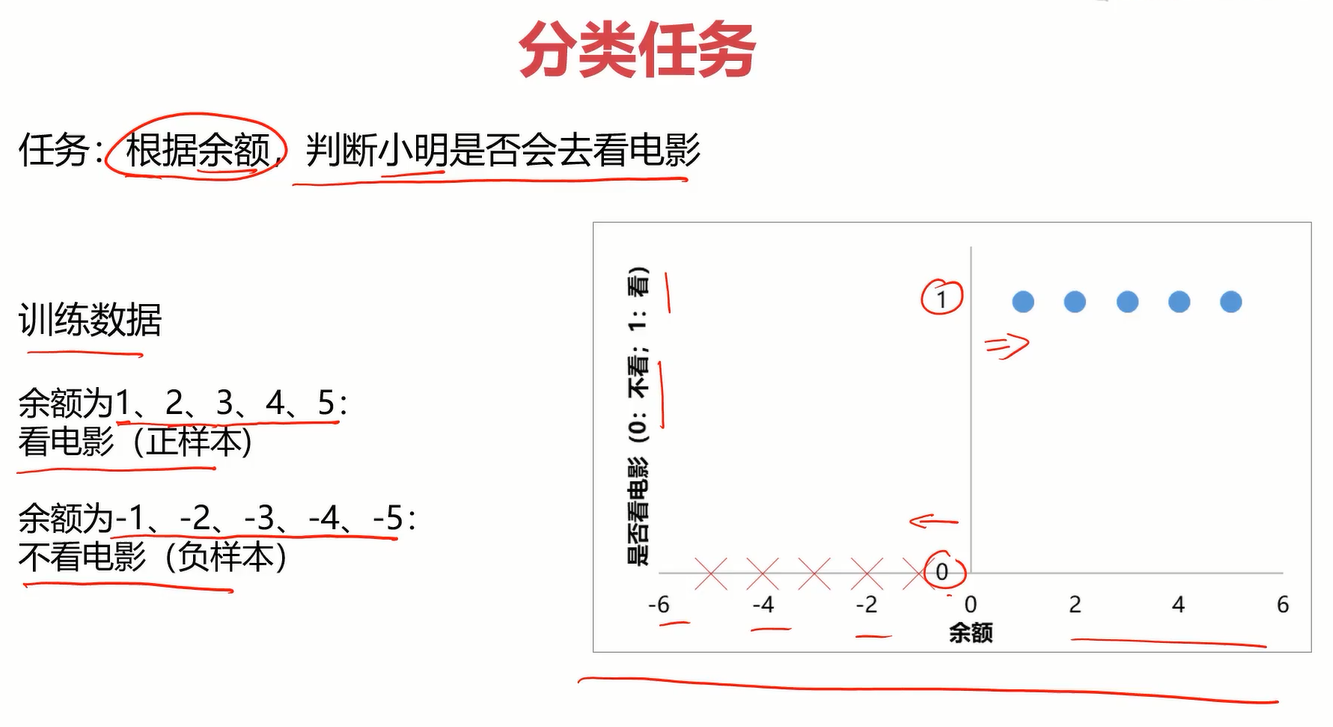 分类任务
任务：根据余额，判断小明是否会去看电影
训练数据
余额为1、2、3、4、5：
看电影（正样本）
余额为-1、-2、-3、-4、-5：
不看电影（负样本）
是否看电影（0：不看；1：看）
1
0
-6 -4 -2 0 2 4 6
余额